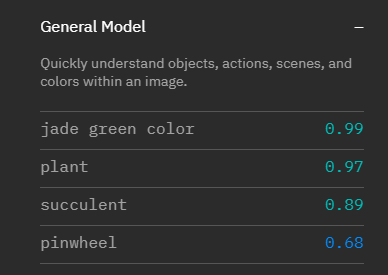 General Model –
Quickly understand objects, actions, scenes, and
colors within an image.
jade green color 0.99
plant 0.97
succulent 0.89
pinwheel 0.68